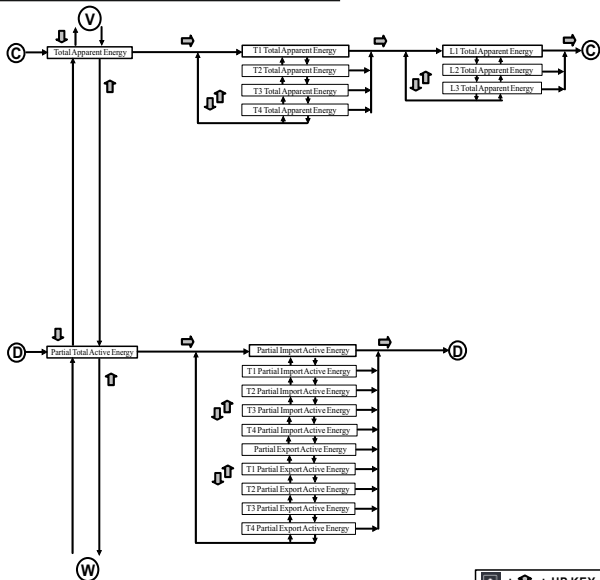 V
C
Total Apparent Energy
T1 Total Apparent Energy
L1 Total Apparent Energy
C
T2 Total Apparent Energy
L2 Total Apparent Energy
T3 Total Apparent Energy
L3 Total Apparent Energy
T4 Total Apparent Energy
D
Partial Total Active Energy
Partial Import Active Energy
D
T1 Partial Import Active Energy
T2 Partial Import Active Energy
T3 Partial Import Active Energy
T4 Partial Import Active Energy
Partial Export Active Energy
T1 Partial Export Active Energy
T2 Partial Export Active Energy
T3 Partial Export Active Energy
T4 Partial Export Active Energy
W
: UP KEY